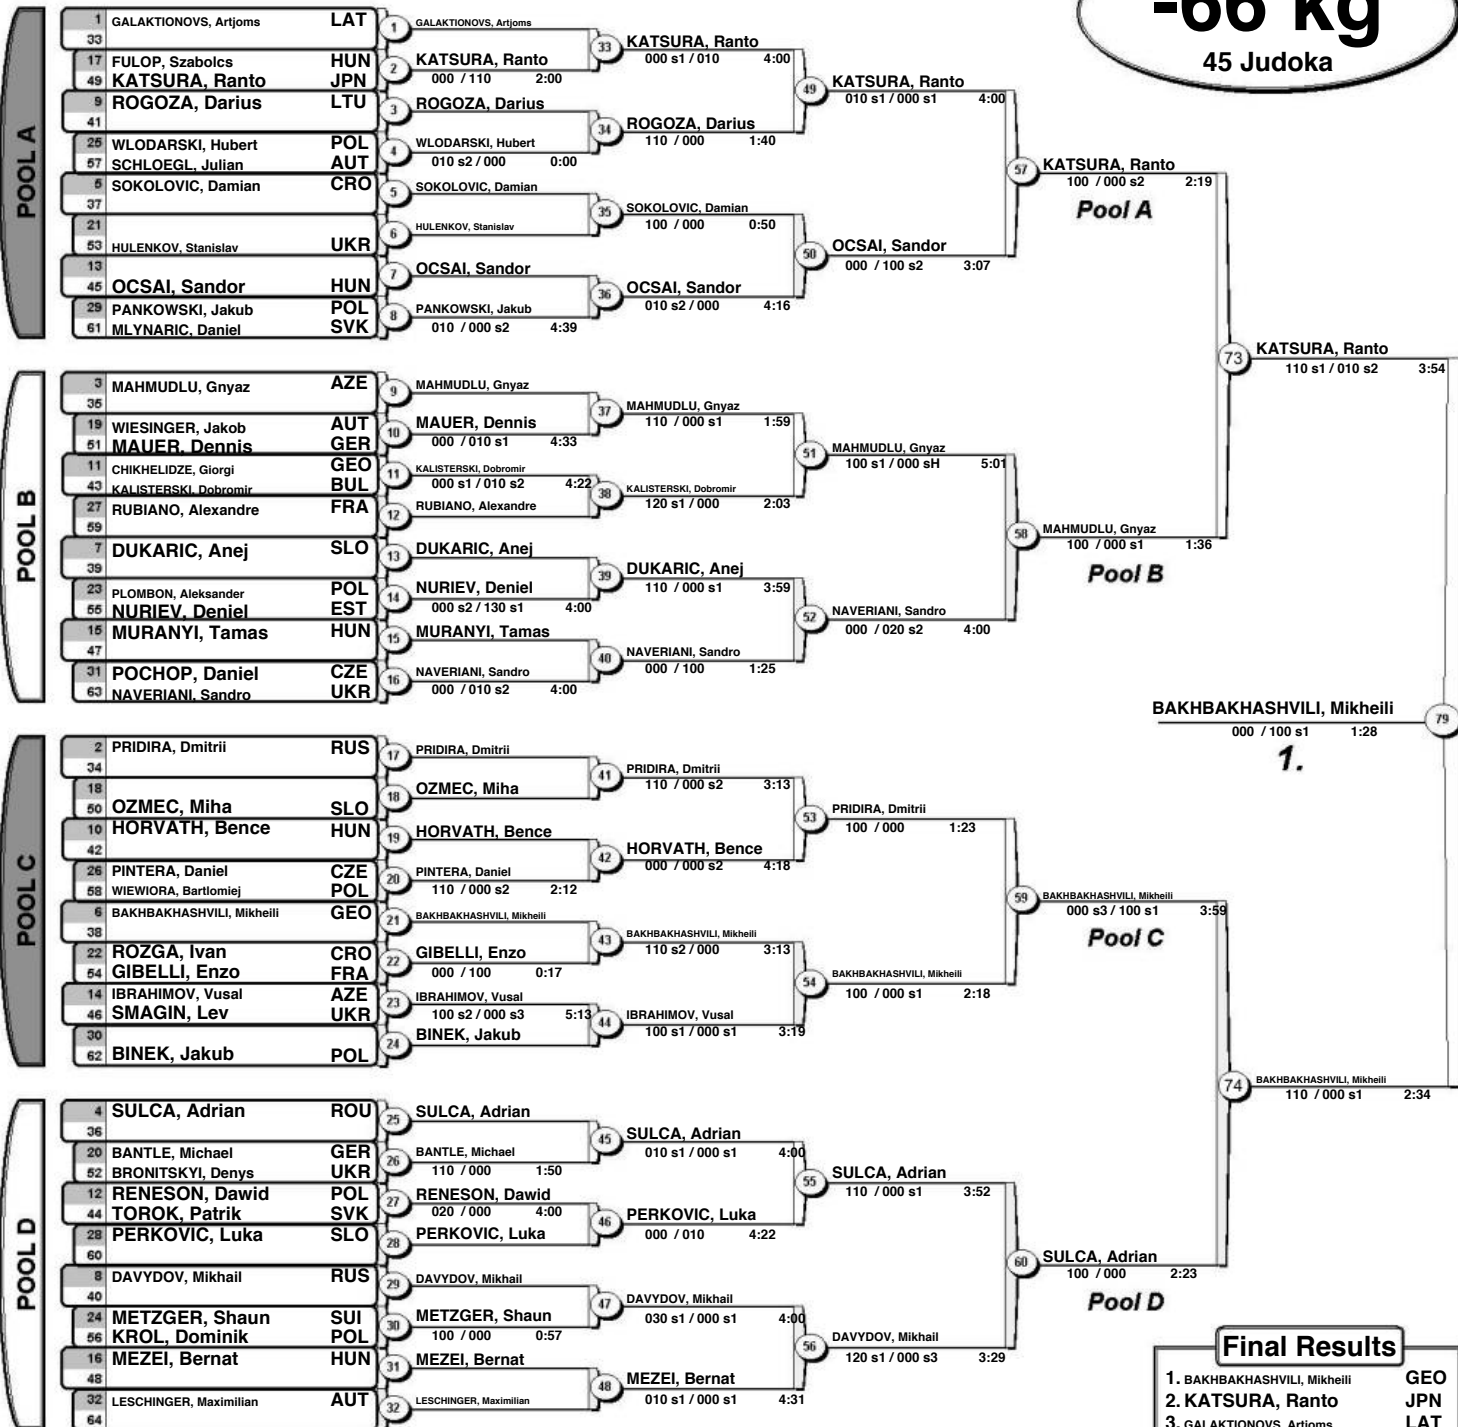 -66 kg
45 Judoka
POOL A
1 GALAKTIONOVS, Artjoms LAT
33
17 FULOP, Szabolcs HUN
49 KATSURA, Ranto JPN
9 ROGOZA, Darius LTU
41
25 WLODARSKI, Hubert POL
57 SCHLOEGL, Julian AUT
5 SOKOLOVIC, Damian CRO
37
21
53 HULENKOV, Stanislav UKR
13
45 OCSAI, Sandor HUN
29 PANKOWSKI, Jakub POL
61 MLYNARIC, Daniel SVK
1 GALAKTIONOVS, Artjoms
2 KATSURA, Ranto
000 / 110 2:00
3 ROGOZA, Darius
4 WLODARSKI, Hubert
010 s2 / 000 0:00
5 SOKOLOVIC, Damian
6 HULENKOV, Stanislav
7 OCSAI, Sandor
8 PANKOWSKI, Jakub
010 / 000 s2 4:39
33 KATSURA, Ranto
000 s1 / 010 4:00
34 ROGOZA, Darius
110 / 000 1:40
35 SOKOLOVIC, Damian
100 / 000 0:50
36 OCSAI, Sandor
010 s2 / 000 4:16
49 KATSURA, Ranto
010 s1 / 000 s1 4:00
50 OCSAI, Sandor
000 / 100 s2 3:07
57 KATSURA, Ranto
100 / 000 s2 2:19
Pool A
POOL B
3 MAHMUDLU, Gnyaz AZE
35
19 WIESINGER, Jakob AUT
51 MAUER, Dennis GER
11 CHIKHELIDZE, Giorgi GEO
43 KALISTERSKI, Dobromir BUL
27 RUBIANO, Alexandre FRA
59
7 DUKARIC, Anej SLO
39
23 PLOMBON, Aleksander POL
55 NURIEV, Deniel EST
15 MURANYI, Tamas HUN
47
31 POCHOP, Daniel CZE
63 NAVERIANI, Sandro UKR
9 MAHMUDLU, Gnyaz
10 MAUER, Dennis
000 / 010 s1 4:33
11 KALISTERSKI, Dobromir
000 s1 / 010 s2 4:22
12 RUBIANO, Alexandre
13 DUKARIC, Anej
14 NURIEV, Deniel
000 s2 / 130 s1 4:00
15 MURANYI, Tamas
16 NAVERIANI, Sandro
000 / 010 s2 4:00
37 MAHMUDLU, Gnyaz
110 / 000 s1 1:59
38 KALISTERSKI, Dobromir
120 s1 / 000 2:03
39 DUKARIC, Anej
110 / 000 s1 3:59
40 NAVERIANI, Sandro
000 / 100 1:25
51 MAHMUDLU, Gnyaz
100 s1 / 000 sH 5:01
52 NAVERIANI, Sandro
000 / 020 s2 4:00
58 MAHMUDLU, Gnyaz
100 / 000 s1 1:36
Pool B
73 KATSURA, Ranto
110 s1 / 010 s2 3:54
BAKHBAKHASHVILI, Mikheili 79
000 / 100 s1 1:28
1.
POOL C
2 PRIDIRA, Dmitrii RUS
34
18
50 OZMEC, Miha SLO
10 HORVATH, Bence HUN
42
26 PINTERA, Daniel CZE
58 WIEWIORA, Bartlomiej POL
6 BAKHBAKHASHVILI, Mikheili GEO
38
22 ROZGA, Ivan CRO
54 GIBELLI, Enzo FRA
14 IBRAHIMOV, Vusal AZE
46 SMAGIN, Lev UKR
30
62 BINEK, Jakub POL
17 PRIDIRA, Dmitrii
18 OZMEC, Miha
19 HORVATH, Bence
20 PINTERA, Daniel
110 / 000 s2 2:12
21 BAKHBAKHASHVILI, Mikheili
22 GIBELLI, Enzo
000 / 100 0:17
23 IBRAHIMOV, Vusal
100 s2 / 000 s3 5:13
24 BINEK, Jakub
41 PRIDIRA, Dmitrii
110 / 000 s2 3:13
42 HORVATH, Bence
000 / 000 s2 4:18
43 BAKHBAKHASHVILI, Mikheili
110 s2 / 000 3:13
44 IBRAHIMOV, Vusal
100 s1 / 000 s1 3:19
53 PRIDIRA, Dmitrii
100 / 000 1:23
54 BAKHBAKHASHVILI, Mikheili
100 / 000 s1 2:18
59 BAKHBAKHASHVILI, Mikheili
000 s3 / 100 s1 3:59
Pool C
POOL D
4 SULCA, Adrian ROU
36
20 BANTLE, Michael GER
52 BRONITSKYI, Denys UKR
12 RENESON, Dawid POL
44 TOROK, Patrik SVK
28 PERKOVIC, Luka SLO
60
8 DAVYDOV, Mikhail RUS
40
24 METZGER, Shaun SUI
56 KROL, Dominik POL
16 MEZEI, Bernat HUN
48
32 LESCHINGER, Maximilian AUT
64
25 SULCA, Adrian
26 BANTLE, Michael
110 / 000 1:50
27 RENESON, Dawid
020 / 000 4:00
28 PERKOVIC, Luka
29 DAVYDOV, Mikhail
30 METZGER, Shaun
100 / 000 0:57
31 MEZEI, Bernat
32 LESCHINGER, Maximilian
45 SULCA, Adrian
010 s1 / 000 s1 4:00
46 PERKOVIC, Luka
000 / 010 4:22
47 DAVYDOV, Mikhail
030 s1 / 000 s1 4:00
48 MEZEI, Bernat
010 s1 / 000 s1 4:31
55 SULCA, Adrian
110 / 000 s1 3:52
56 DAVYDOV, Mikhail
120 s1 / 000 s3 3:29
60 SULCA, Adrian
100 / 000 2:23
Pool D
74 BAKHBAKHASHVILI, Mikheili
110 / 000 s1 2:34
Final Results
1. BAKHBAKHASHVILI, Mikheili GEO
2. KATSURA, Ranto JPN
3. GALAKTIONOVS, Artjoms LAT